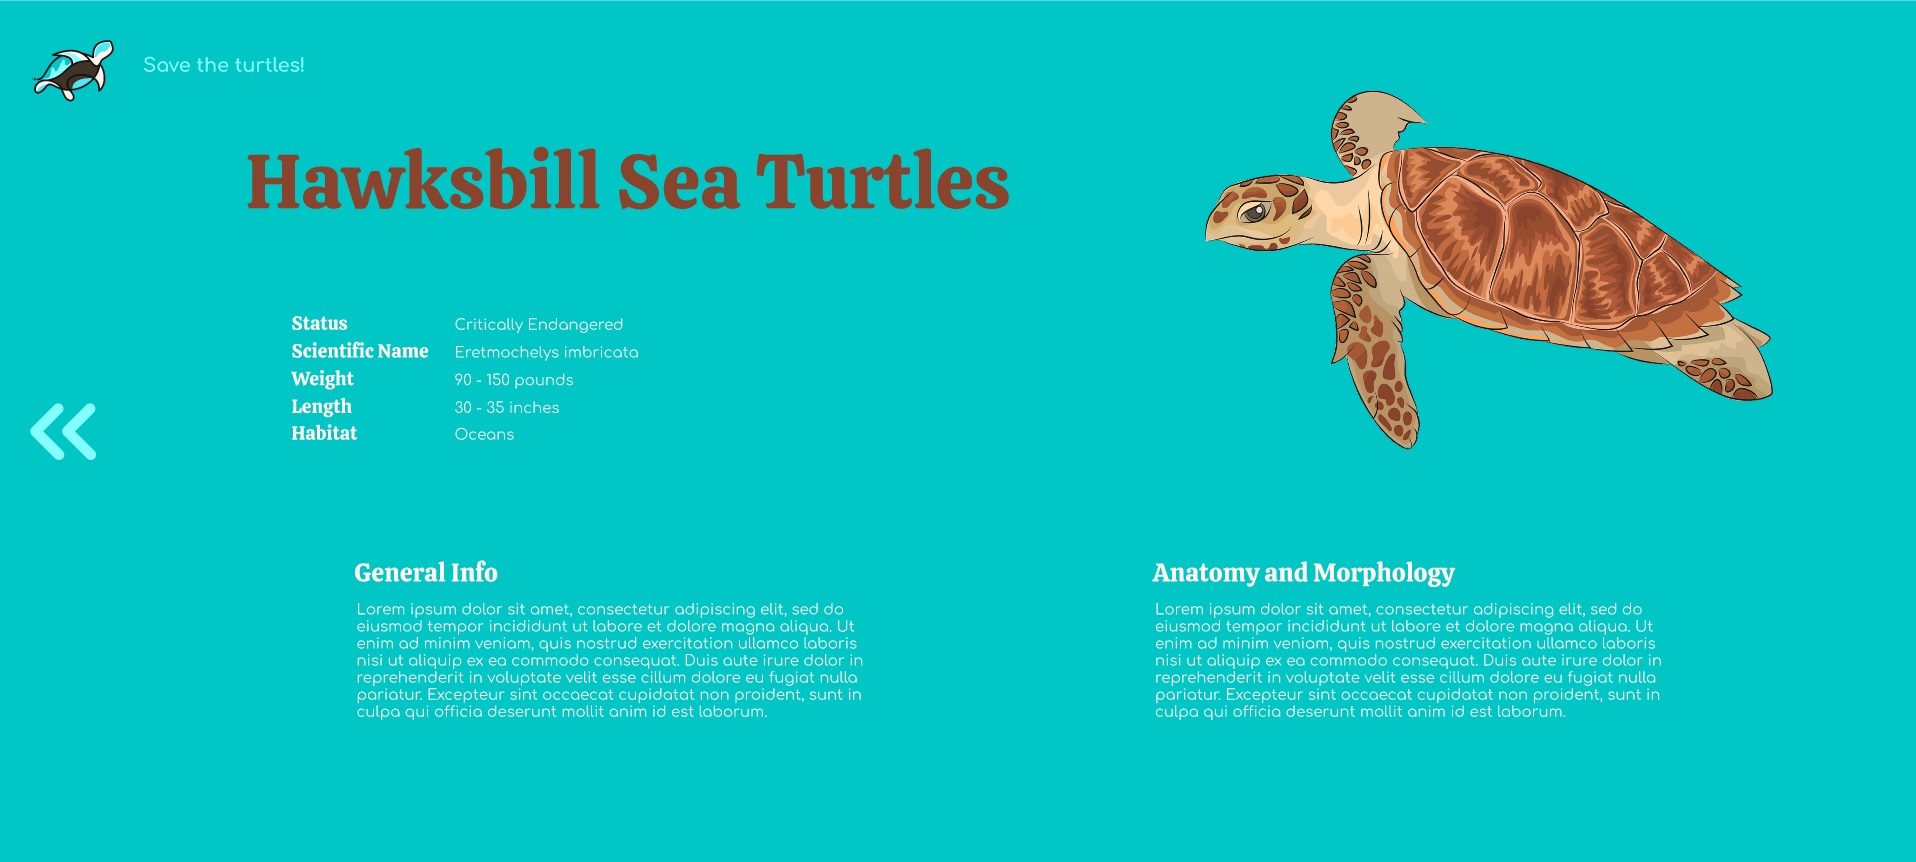 Save the turtles!
Hawksbill Sea Turtles
Status Critically Endangered
Scientific Name Eretmochelys imbricata
Weight 90 - 150 pounds
Length 30 - 35 inches
Habitat Oceans
General Info
Lorem ipsum dolor sit amet, consectetur adipiscing elit, sed do
eiusmod tempor incididunt ut labore et dolore magna aliqua. Ut
enim ad minim veniam, quis nostrud exercitation ullamco laboris
nisi ut aliquip ex ea commodo consequat. Duis aute irure dolor in
reprehenderit in voluptate velit esse cillum dolore eu fugiat nulla
pariatur. Excepteur sint occaecat cupidatat non proident, sunt in
culpa qui officia deserunt mollit anim id est laborum.
Anatomy and Morphology
Lorem ipsum dolor sit amet, consectetur adipiscing elit, sed do
eiusmod tempor incididunt ut labore et dolore magna aliqua. Ut
enim ad minim veniam, quis nostrud exercitation ullamco laboris
nisi ut aliquip ex ea commodo consequat. Duis aute irure dolor in
reprehenderit in voluptate velit esse cillum dolore eu fugiat nulla
pariatur. Excepteur sint occaecat cupidatat non proident, sunt in
culpa qui officia deserunt mollit anim id est laborum.